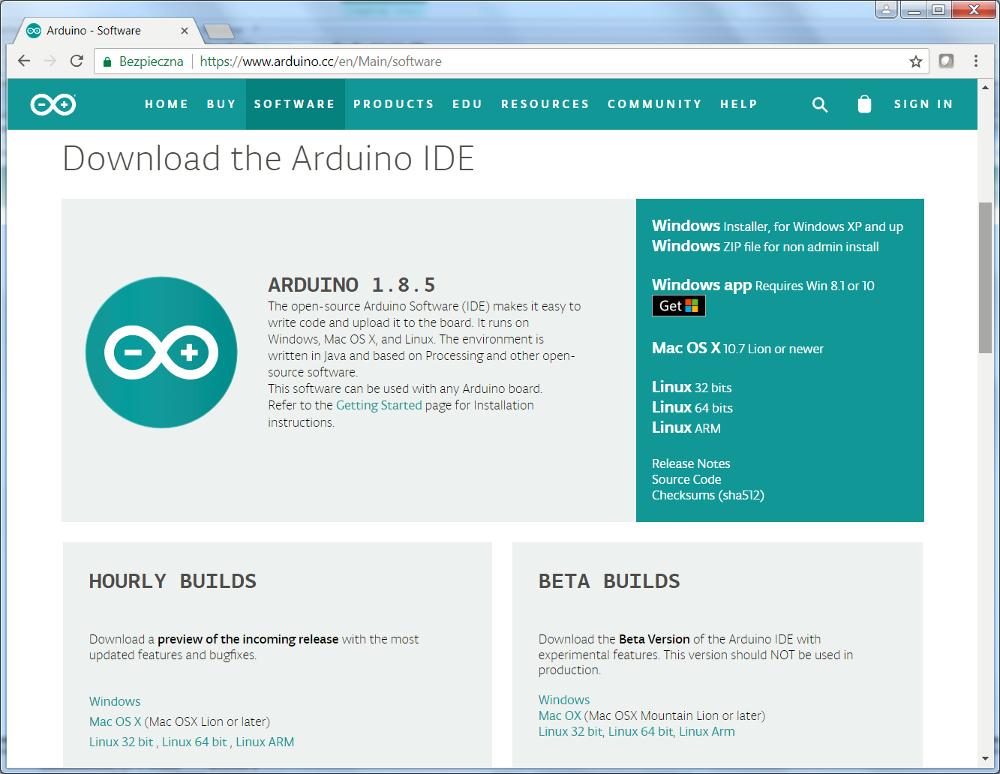 Arduino - Software
Bezpieczna https://www.arduino.cc/en/Main/software
HOME BUY SOFTWARE PRODUCTS EDU RESOURCES COMMUNITY HELP SIGN IN
Download the Arduino IDE
ARDUINO 1.8.5
The open-source Arduino Software (IDE) makes it easy to
write code and upload it to the board. It runs on
Windows, Mac OS X, and Linux. The environment is
written in Java and based on Processing and other open-
source software.
This software can be used with any Arduino board.
Refer to the Getting Started page for Installation
instructions.
Windows Installer, for Windows XP and up
Windows ZIP file for non admin install
Windows app Requires Win 8.1 or 10
Get
Mac OS X 10.7 Lion or newer
Linux 32 bits
Linux 64 bits
Linux ARM
Release Notes
Source Code
Checksums (sha512)
HOURLY BUILDS
Download a preview of the incoming release with the most
updated features and bugfixes.
Windows
Mac OS X (Mac OSX Lion or later)
Linux 32 bit , Linux 64 bit , Linux ARM
BETA BUILDS
Download the Beta Version of the Arduino IDE with
experimental features. This version should NOT be used in
production.
Windows
Mac OX (Mac OSX Mountain Lion or later)
Linux 32 bit, Linux 64 bit, Linux Arm